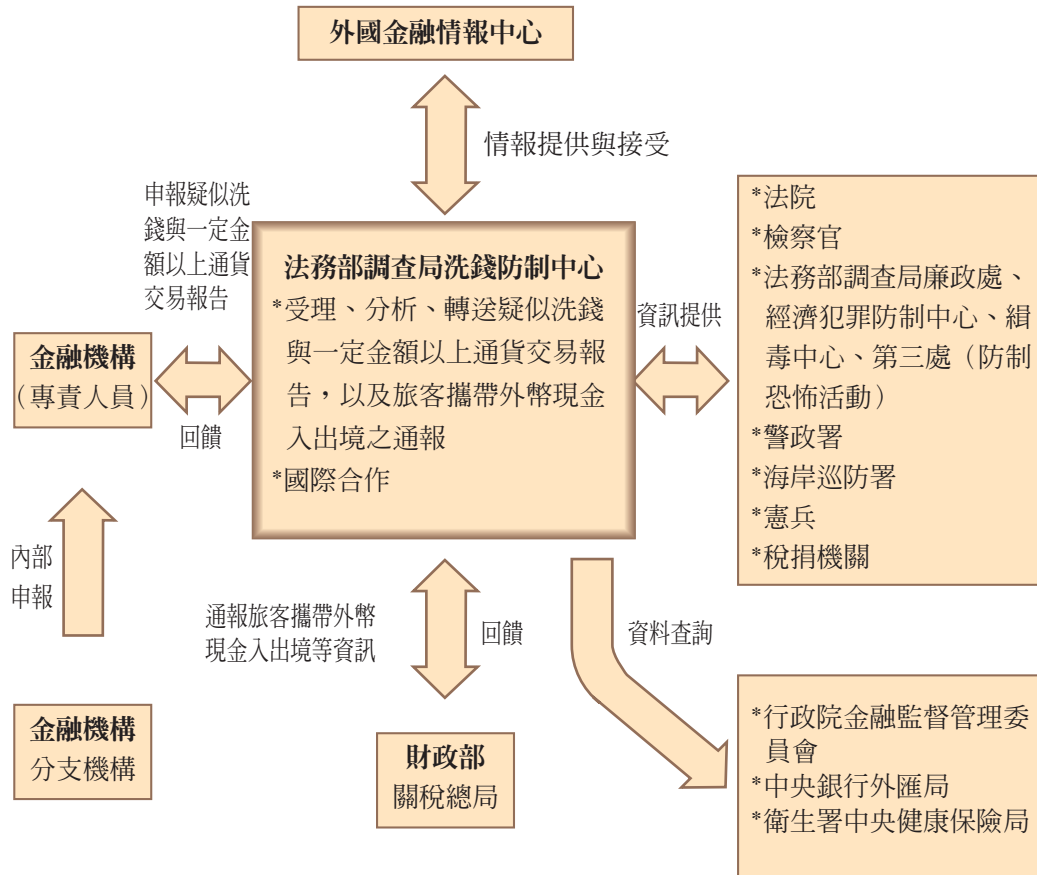 外國金融情報中心
情報提供與接受
申報疑似洗
錢與一定金
額以上通貨
交易報告
法務部調查局洗錢防制中心
*受理、分析、轉送疑似洗錢
與一定金額以上通貨交易報
告，以及旅客攜帶外幣現金
入出境之通報
*國際合作
資訊提供
*法院
*檢察官
*法務部調查局廉政處、
經濟犯罪防制中心、緝
毒中心、第三處（防制
恐怖活動）
*警政署
*海岸巡防署
*憲兵
*稅捐機關
金融機構
（專責人員）
回饋
內部
申報
金融機構
分支機構
通報旅客攜帶外幣
現金入出境等資訊
回饋
財政部
關稅總局
資料查詢
*行政院金融監督管理委
員會
*中央銀行外匯局
*衛生署中央健康保險局